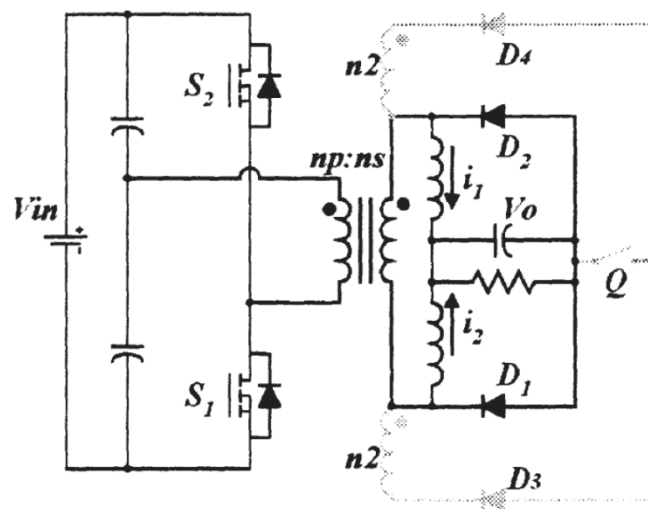 D4
n2
S2
D2
np:ns
i1
Vin
+
-
Vo
Q
i2
S1
D1
n2
D3